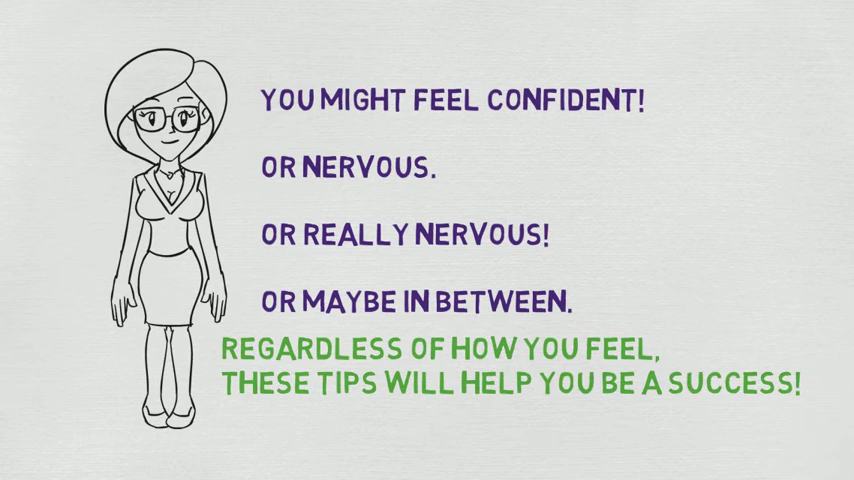 YOU MIGHT FEEL CONFIDENT!
OR NERVOUS.
OR REALLY NERVOUS!
OR MAYBE IN BETWEEN.
REGARDLESS OF HOW YOU FEEL,
THESE TIPS WILL HELP YOU BE A SUCCESS!